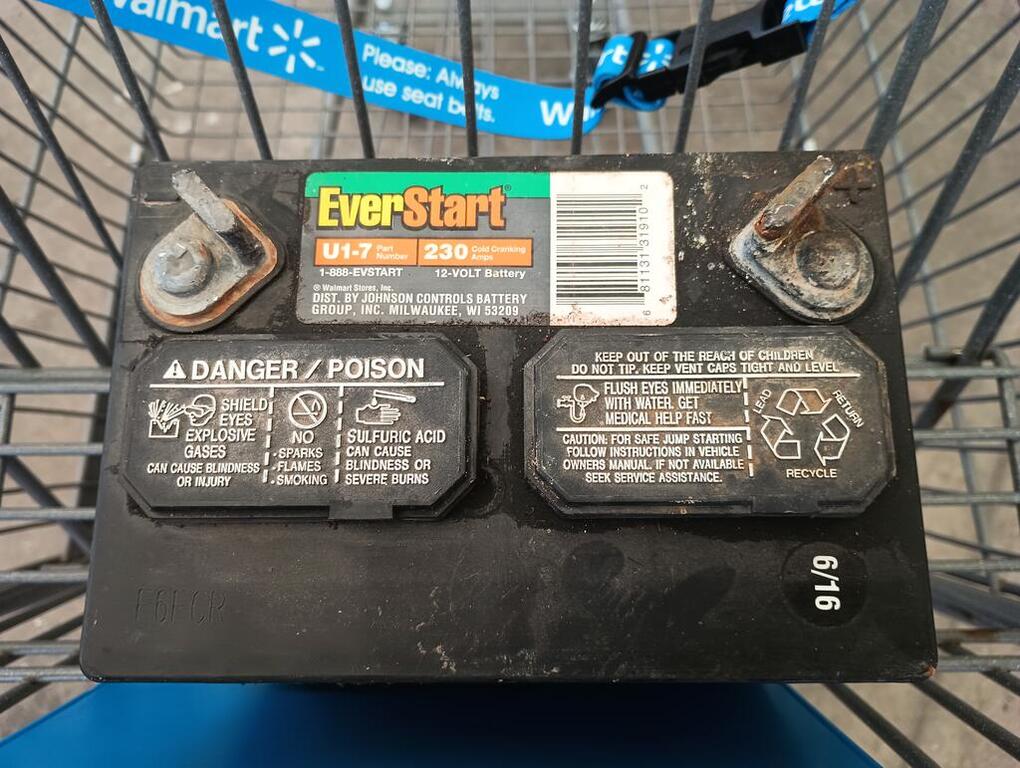 Walmart
Please: Always
use seat belts.
EverStart®
U1-7 Part Number
230 Cold Cranking Amps
1-888-EVSTART 12-VOLT Battery
® Walmart Stores, Inc.
DIST. BY JOHNSON CONTROLS BATTERY
GROUP, INC. MILWAUKEE, WI 53209
6 81131 31910 2
− +
DANGER / POISON
SHIELD
EYES
EXPLOSIVE
GASES
CAN CAUSE BLINDNESS
OR INJURY
NO
·SPARKS
·FLAMES
·SMOKING
SULFURIC ACID
CAN CAUSE
BLINDNESS OR
SEVERE BURNS
KEEP OUT OF THE REACH OF CHILDREN
DO NOT TIP. KEEP VENT CAPS TIGHT AND LEVEL
FLUSH EYES IMMEDIATELY
WITH WATER. GET
MEDICAL HELP FAST
CAUTION: FOR SAFE JUMP STARTING
FOLLOW INSTRUCTIONS IN VEHICLE
OWNERS MANUAL. IF NOT AVAILABLE
SEEK SERVICE ASSISTANCE.
LEAD
RETURN
RECYCLE
6/16